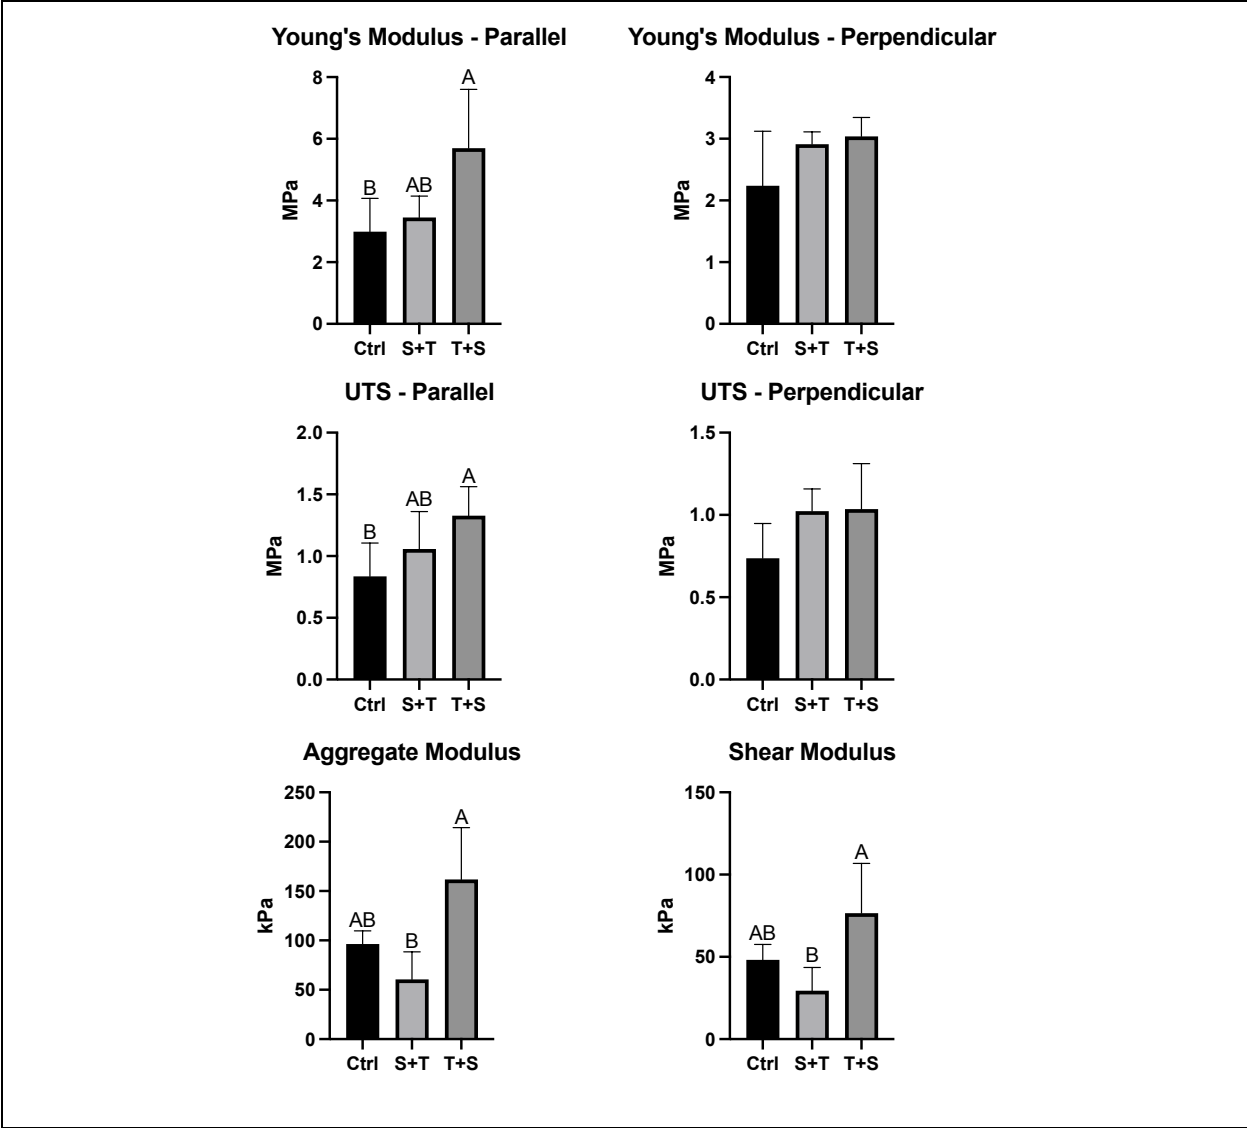 Young's Modulus - Parallel
8
6
4
2
0
MPa
B
AB
A
Ctrl S+T T+S
Young's Modulus - Perpendicular
4
3
2
1
0
MPa
Ctrl S+T T+S
UTS - Parallel
2.0
1.5
1.0
0.5
0.0
MPa
B
AB
A
Ctrl S+T T+S
UTS - Perpendicular
1.5
1.0
0.5
0.0
MPa
Ctrl S+T T+S
Aggregate Modulus
250
200
150
100
50
0
kPa
AB
B
A
Ctrl S+T T+S
Shear Modulus
150
100
50
0
kPa
AB
B
A
Ctrl S+T T+S